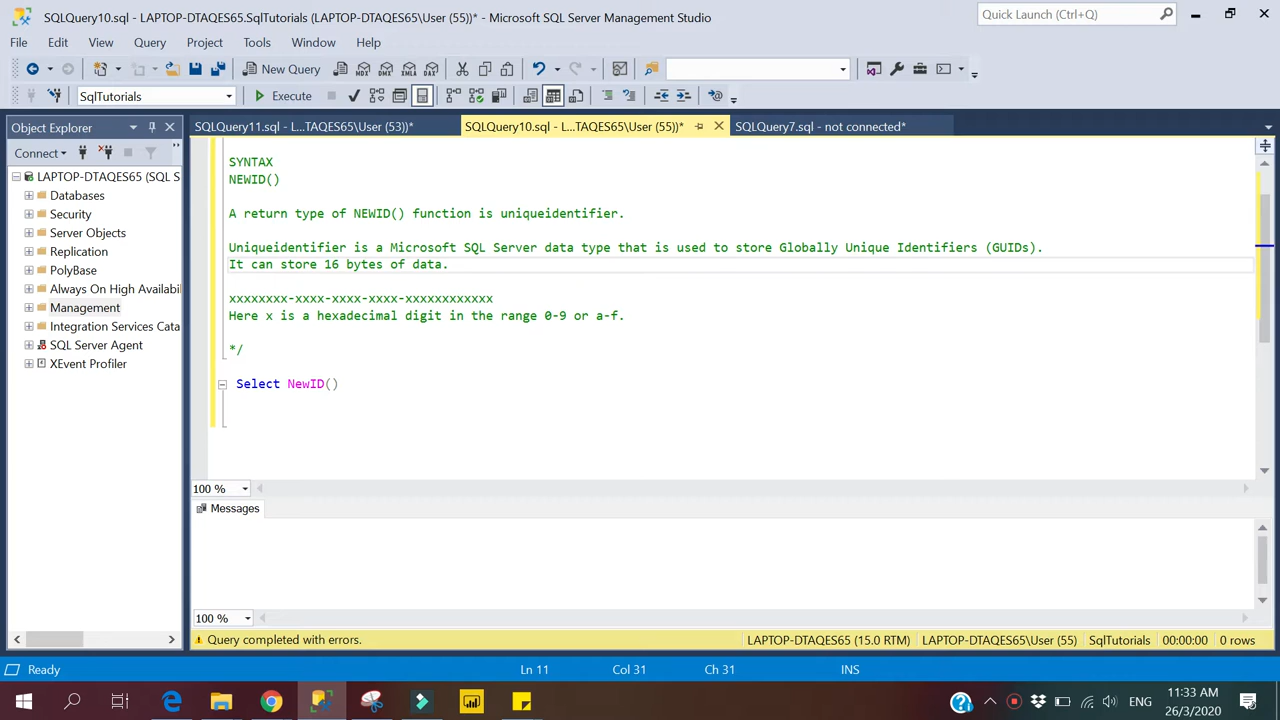 SQLQuery10.sql - LAPTOP-DTAQES65.SqlTutorials (LAPTOP-DTAQES65\User (55))* - Microsoft SQL Server Management Studio
Quick Launch (Ctrl+Q)
File Edit View Query Project Tools Window Help
New Query
MDX DMX XMLA DAX
SqlTutorials Execute
Object Explorer
SQLQuery11.sql - L...TAQES65\User (53))* SQLQuery10.sql - L...TAQES65\User (55))* SQLQuery7.sql - not connected*
Connect
LAPTOP-DTAQES65 (SQL S
Databases
Security
Server Objects
Replication
PolyBase
Always On High Availabil
Management
Integration Services Cata
SQL Server Agent
XEvent Profiler
SYNTAX
NEWID()
A return type of NEWID() function is uniqueidentifier.
Uniqueidentifier is a Microsoft SQL Server data type that is used to store Globally Unique Identifiers (GUIDs).
It can store 16 bytes of data.
xxxxxxxx-xxxx-xxxx-xxxx-xxxxxxxxxxxx
Here x is a hexadecimal digit in the range 0-9 or a-f.
*/
Select NewID()
100 %
Messages
100 %
Query completed with errors. LAPTOP-DTAQES65 (15.0 RTM) LAPTOP-DTAQES65\User (55) SqlTutorials 00:00:00 0 rows
Ready Ln 11 Col 31 Ch 31 INS
ENG
11:33 AM
26/3/2020